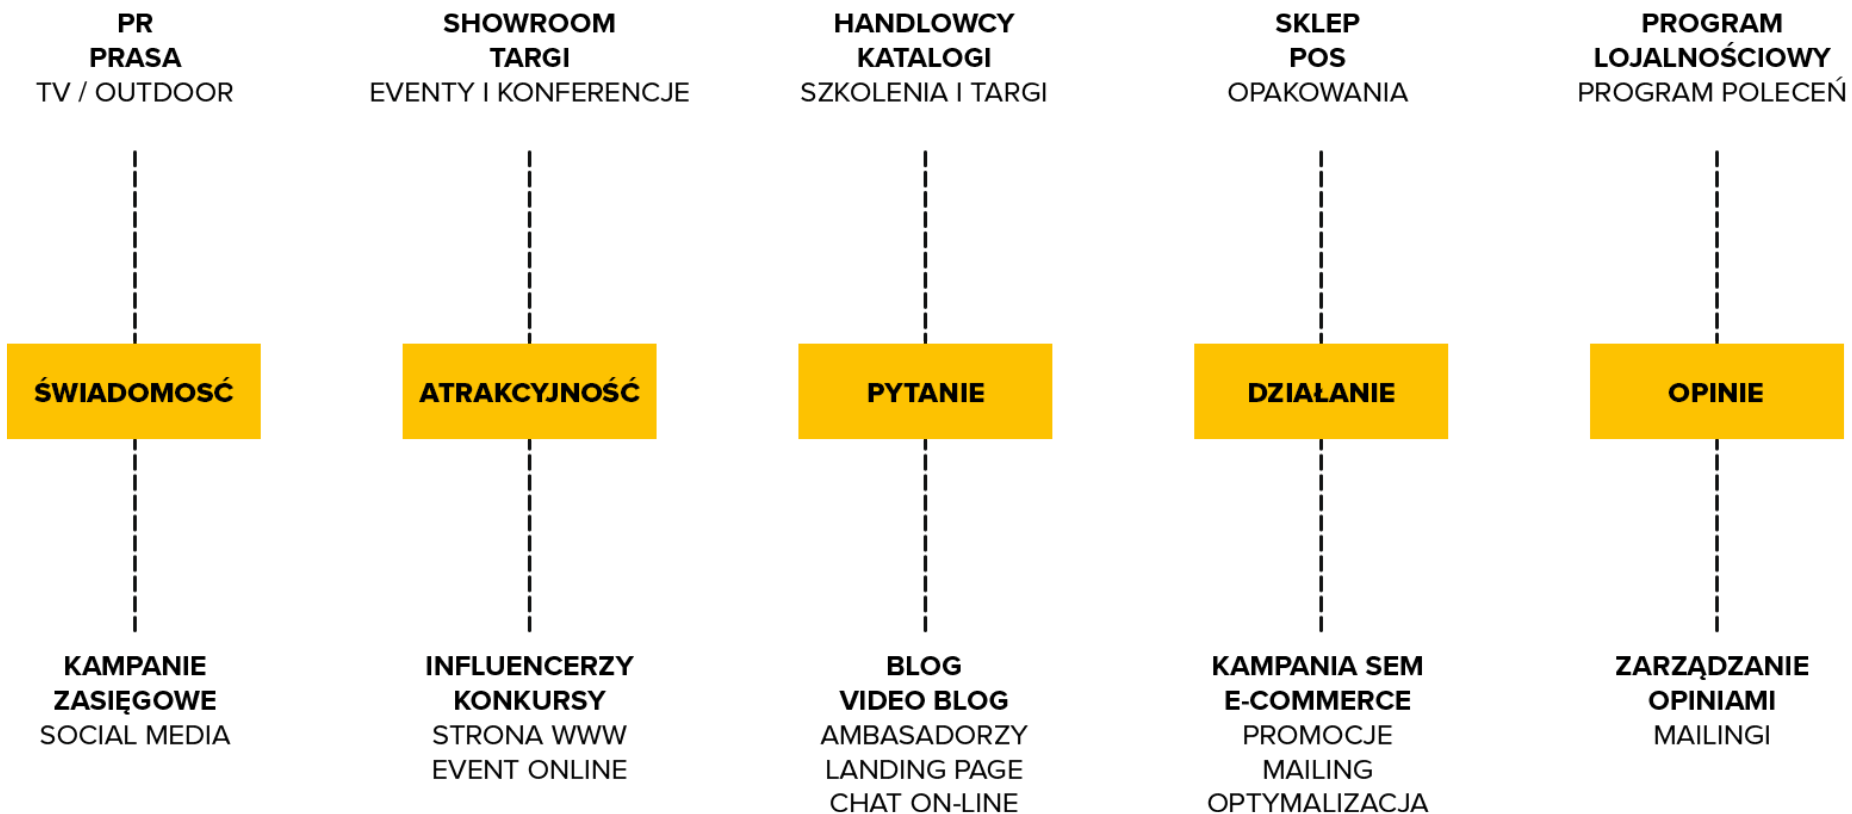 PR
PRASA
TV / OUTDOOR
SHOWROOM
TARGI
EVENTY I KONFERENCJE
HANDLOWCY
KATALOGI
SZKOLENIA I TARGI
SKLEP
POS
OPAKOWANIA
PROGRAM
LOJALNOŚCIOWY
PROGRAM POLECEŃ
ŚWIADOMOSĆ
ATRAKCYJNOŚĆ
PYTANIE
DZIAŁANIE
OPINIE
KAMPANIE
ZASIĘGOWE
SOCIAL MEDIA
INFLUENCERZY
KONKURSY
STRONA WWW
EVENT ONLINE
BLOG
VIDEO BLOG
AMBASADORZY
LANDING PAGE
CHAT ON-LINE
KAMPANIA SEM
E-COMMERCE
PROMOCJE
MAILING
OPTYMALIZACJA
ZARZĄDZANIE
OPINIAMI
MAILINGI